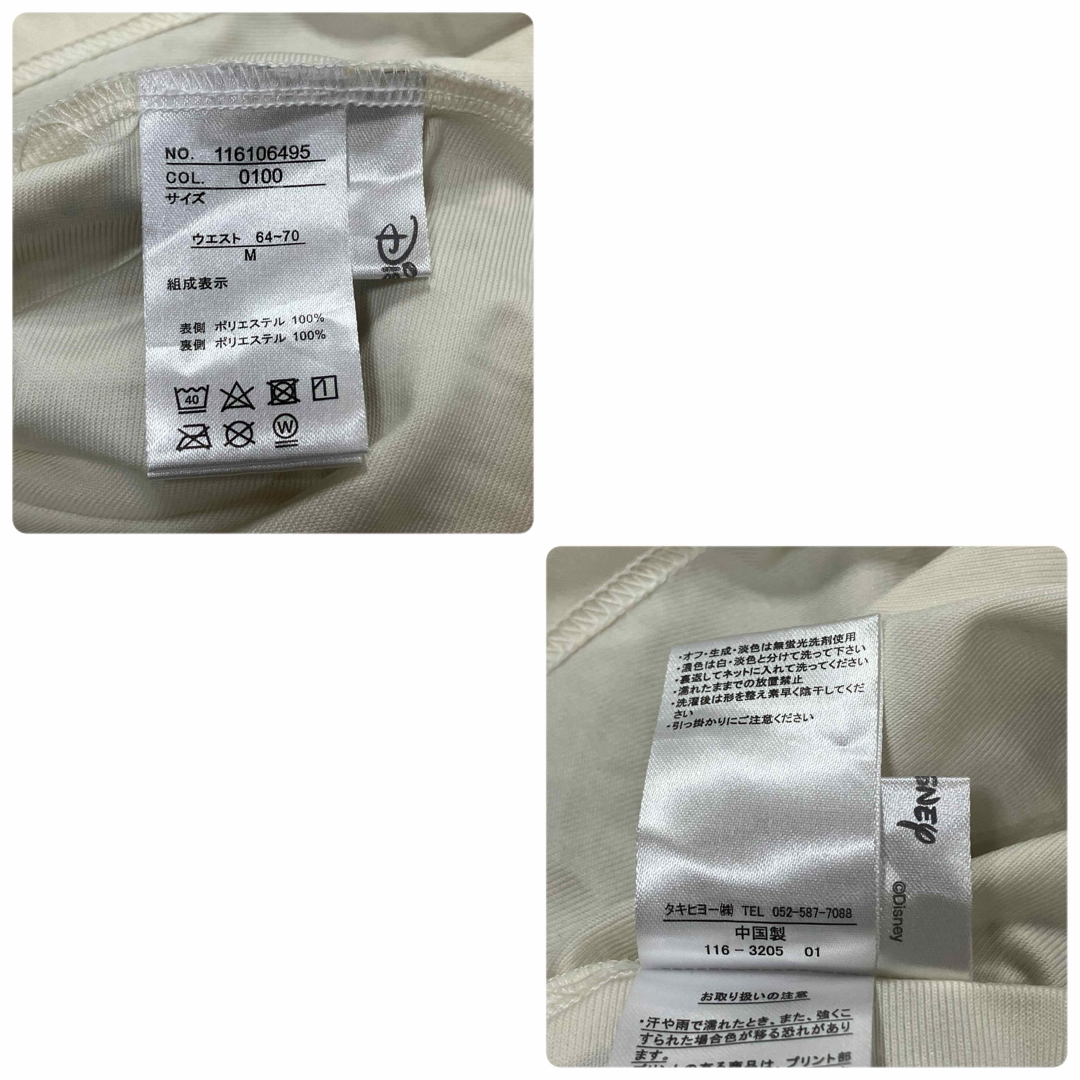 NO. 116106495
COL. 0100
サイズ
ウエスト 64~70
M
組成表示
表側 ポリエステル 100%
裏側 ポリエステル 100%
40
W
・オフ・生成・淡色は無蛍光洗剤使用
・濃色は白・淡色と分けて洗って下さい
・裏返してネットに入れて洗ってください
・濡れたままでの放置禁止
・洗濯後は形を整え素早く陰干してくだ
さい
・引っ掛かりにご注意ください
タキヒヨー㈱ TEL 052-587-7088
中国製
116-3205 01
©Disney
お取り扱いの注意
・汗や雨で濡れたとき、また、強くこ
すられた場合色が移る恐れがあり
ます。